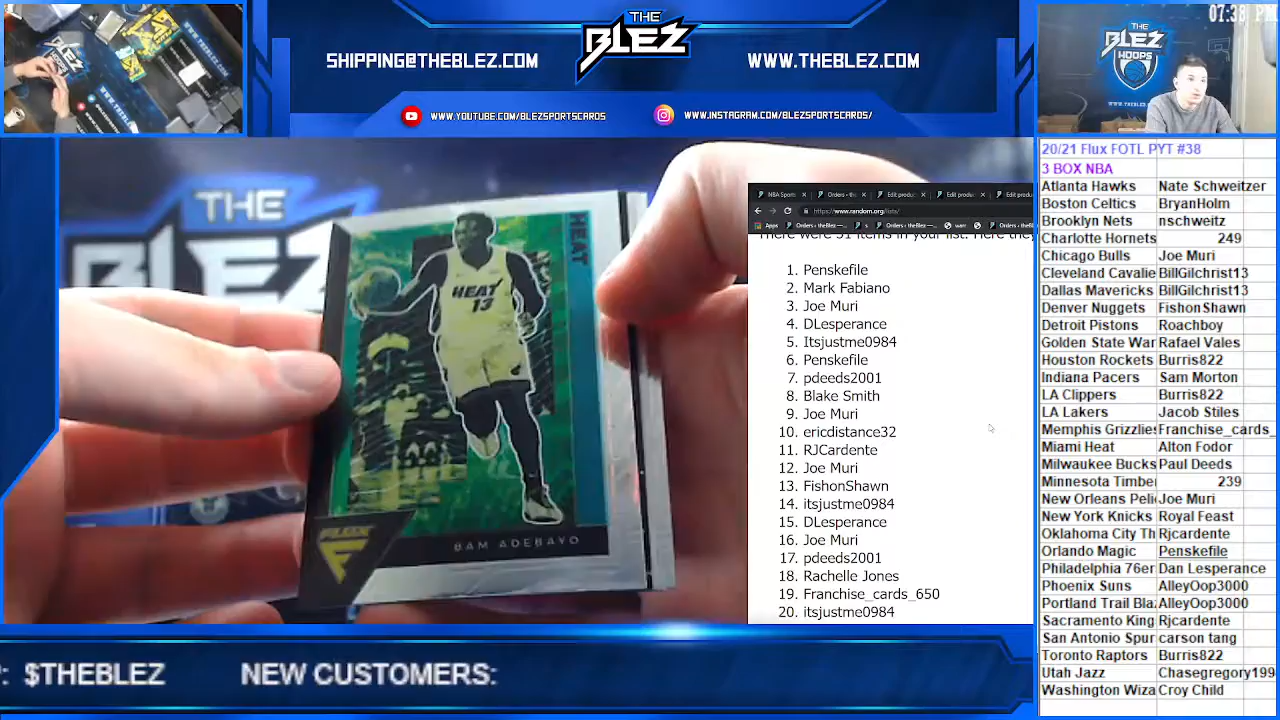 07:38 PM
THE
BLEZ
SHIPPING@THEBLEZ.COM
WWW.THEBLEZ.COM
WWW.YOUTUBE.COM/BLEZSPORTSCARDS
WWW.INSTAGRAM.COM/BLEZSPORTSCARDS/
THE
BLEZ
HOOPS
20/21 Flux FOTL PYT #38
3 BOX NBA
Atlanta Hawks Nate Schweitzer
Boston Celtics BryanHolm
Brooklyn Nets nschweitz
Charlotte Hornets 249
Chicago Bulls Joe Muri
Cleveland Cavalie BillGilchrist13
Dallas Mavericks BillGilchrist13
Denver Nuggets FishonShawn
Detroit Pistons Roachboy
Golden State War Rafael Vales
Houston Rockets Burris822
Indiana Pacers Sam Morton
LA Clippers Burris822
LA Lakers Jacob Stiles
Memphis Grizzlies Franchise_cards_
Miami Heat Alton Fodor
Milwaukee Bucks Paul Deeds
Minnesota Timber 239
New Orleans Peli Joe Muri
New York Knicks Royal Feast
Oklahoma City Th Rjcardente
Orlando Magic Penskefile
Philadelphia 76er Dan Lesperance
Phoenix Suns AlleyOop3000
Portland Trail Bla AlleyOop3000
Sacramento King Rjcardente
San Antonio Spur carson tang
Toronto Raptors Burris822
Utah Jazz Chasegregory199
Washington Wiza Croy Child
THE
HEAT
HEAT
13
FLUX
BAM ADEBAYO
https://www.random.org/lists/
Apps
1. Penskefile
2. Mark Fabiano
3. Joe Muri
4. DLesperance
5. Itsjustme0984
6. Penskefile
7. pdeeds2001
8. Blake Smith
9. Joe Muri
10. ericdistance32
11. RJCardente
12. Joe Muri
13. FishonShawn
14. itsjustme0984
15. DLesperance
16. Joe Muri
17. pdeeds2001
18. Rachelle Jones
19. Franchise_cards_650
20. itsjustme0984
: $THEBLEZ NEW CUSTOMERS: